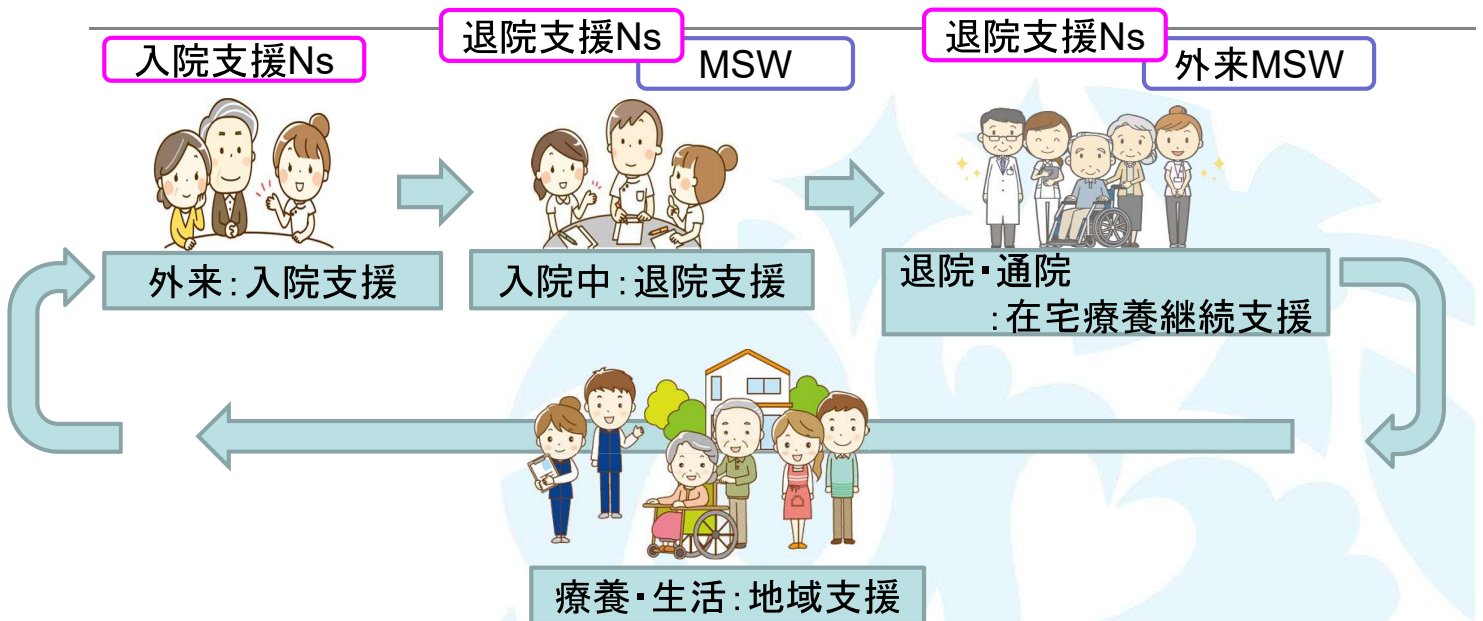 入院支援Ns
退院支援Ns
MSW
退院支援Ns
外来MSW
外来:入院支援
入院中:退院支援
退院・通院
:在宅療養継続支援
療養・生活:地域支援